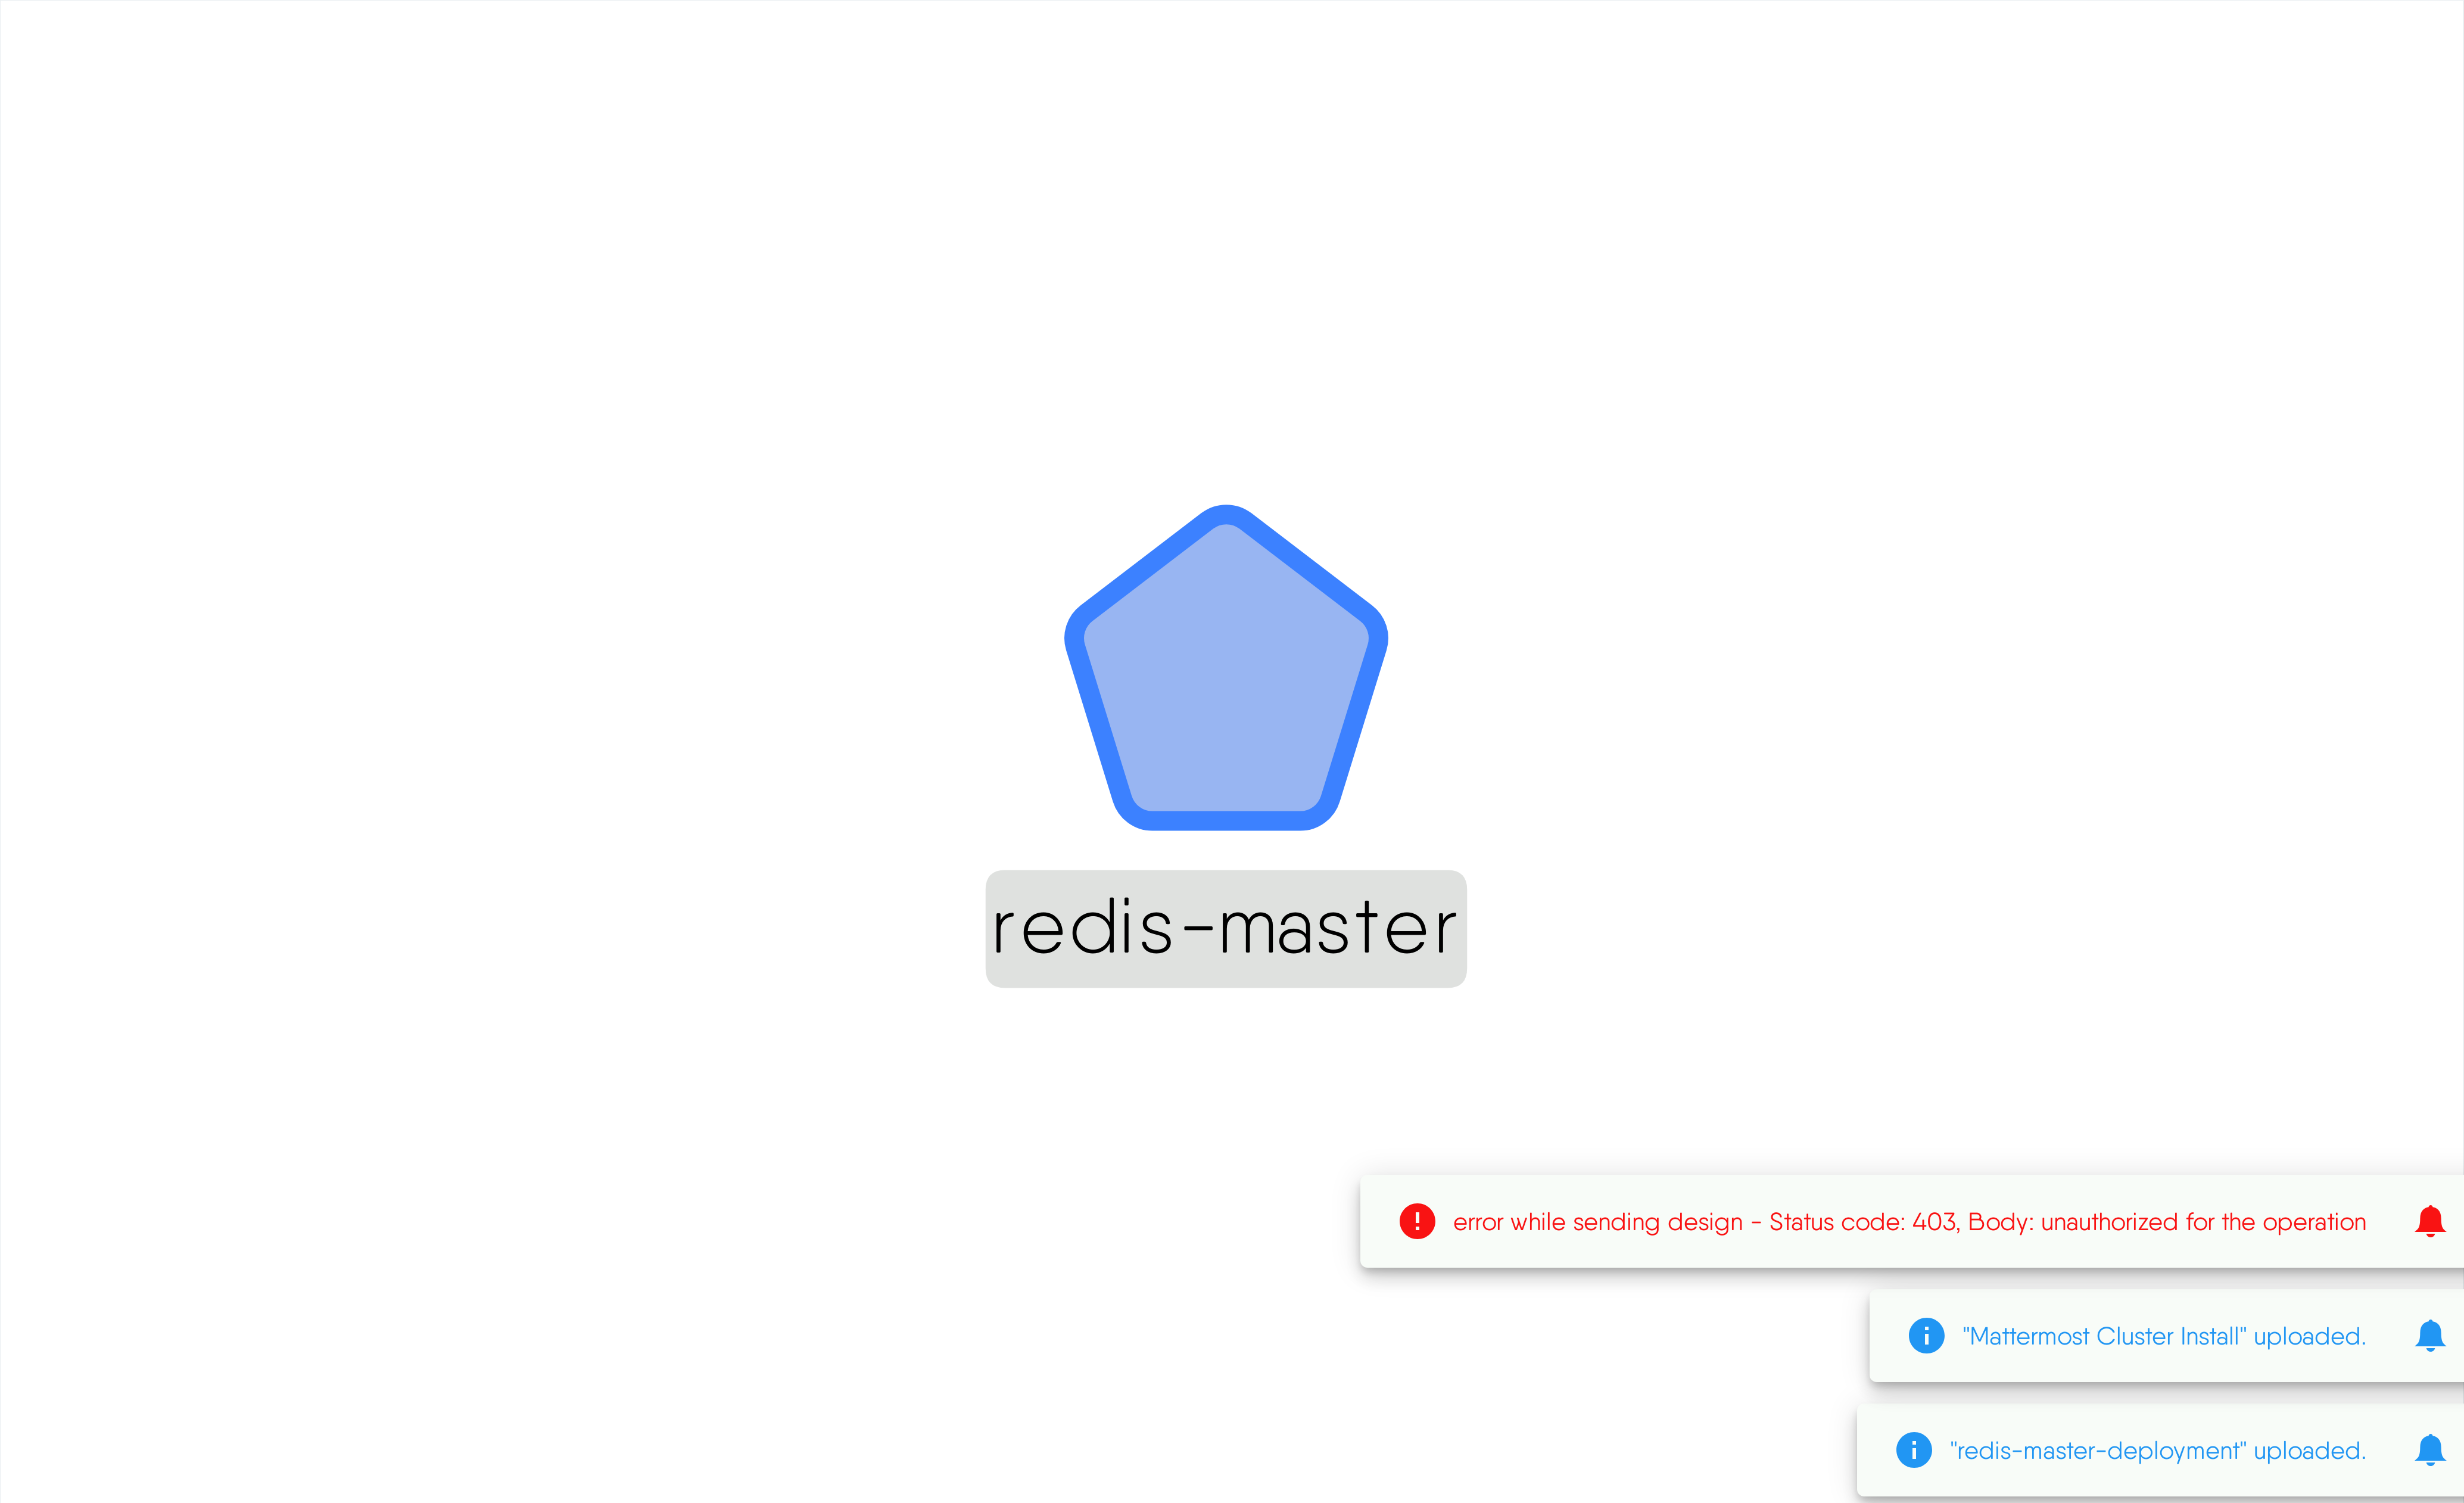 redis-master
error while sending design - Status code: 403, Body: unauthorized for the operation
"Mattermost Cluster Install" uploaded.
"redis-master-deployment" uploaded.